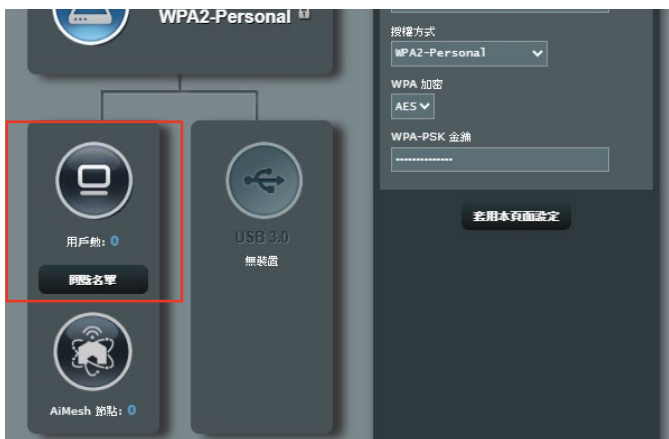 WPA2-Personal
用戶數: 0
閱覽名單
AiMesh 節點: 0
USB 3.0
無裝置
授權方式
WPA2-Personal
WPA 加密
AES
WPA-PSK 金鑰
--------------
套用本頁面設定